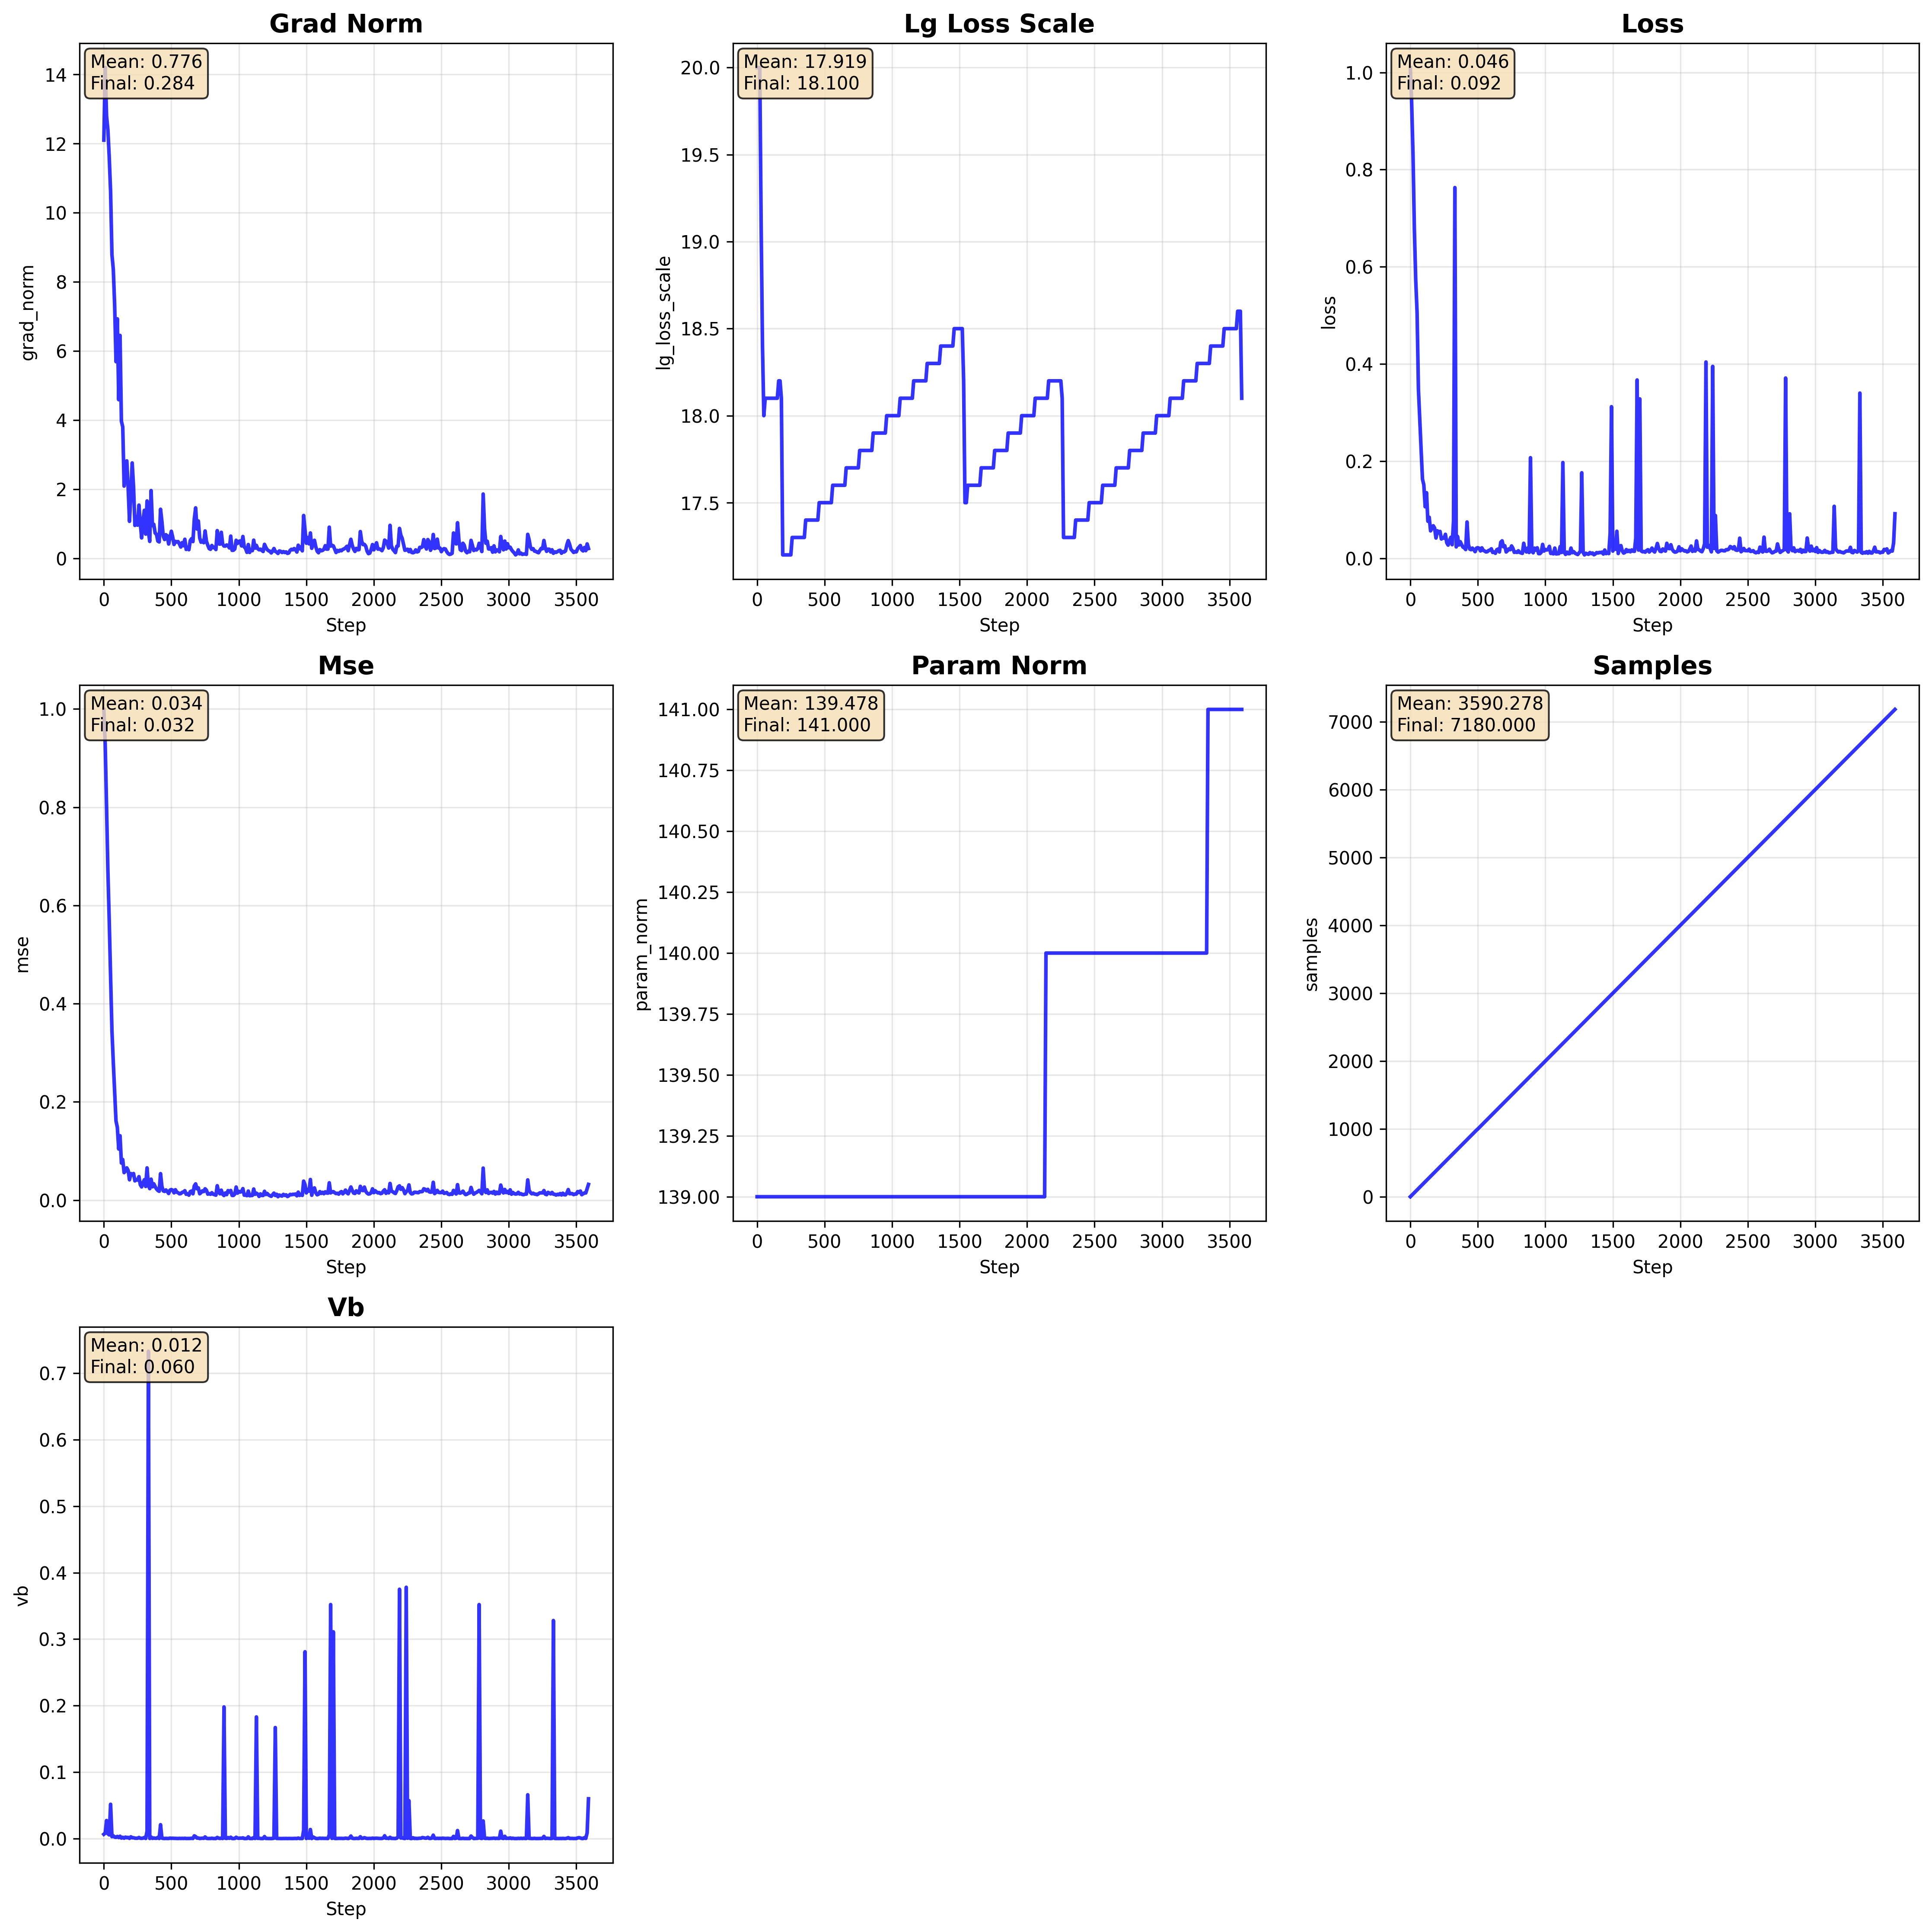 Grad Norm
Mean: 0.776
Final: 0.284
14
12
10
8
6
4
2
0
grad_norm
0 500 1000 1500 2000 2500 3000 3500
Step
Lg Loss Scale
Mean: 17.919
Final: 18.100
20.0
19.5
19.0
18.5
18.0
17.5
lg_loss_scale
0 500 1000 1500 2000 2500 3000 3500
Step
Loss
Mean: 0.046
Final: 0.092
1.0
0.8
0.6
0.4
0.2
0.0
loss
0 500 1000 1500 2000 2500 3000 3500
Step
Mse
Mean: 0.034
Final: 0.032
1.0
0.8
0.6
0.4
0.2
0.0
mse
0 500 1000 1500 2000 2500 3000 3500
Step
Param Norm
Mean: 139.478
Final: 141.000
141.00
140.75
140.50
140.25
140.00
139.75
139.50
139.25
139.00
param_norm
0 500 1000 1500 2000 2500 3000 3500
Step
Samples
Mean: 3590.278
Final: 7180.000
7000
6000
5000
4000
3000
2000
1000
0
samples
0 500 1000 1500 2000 2500 3000 3500
Step
Vb
Mean: 0.012
Final: 0.060
0.7
0.6
0.5
0.4
0.3
0.2
0.1
0.0
vb
0 500 1000 1500 2000 2500 3000 3500
Step